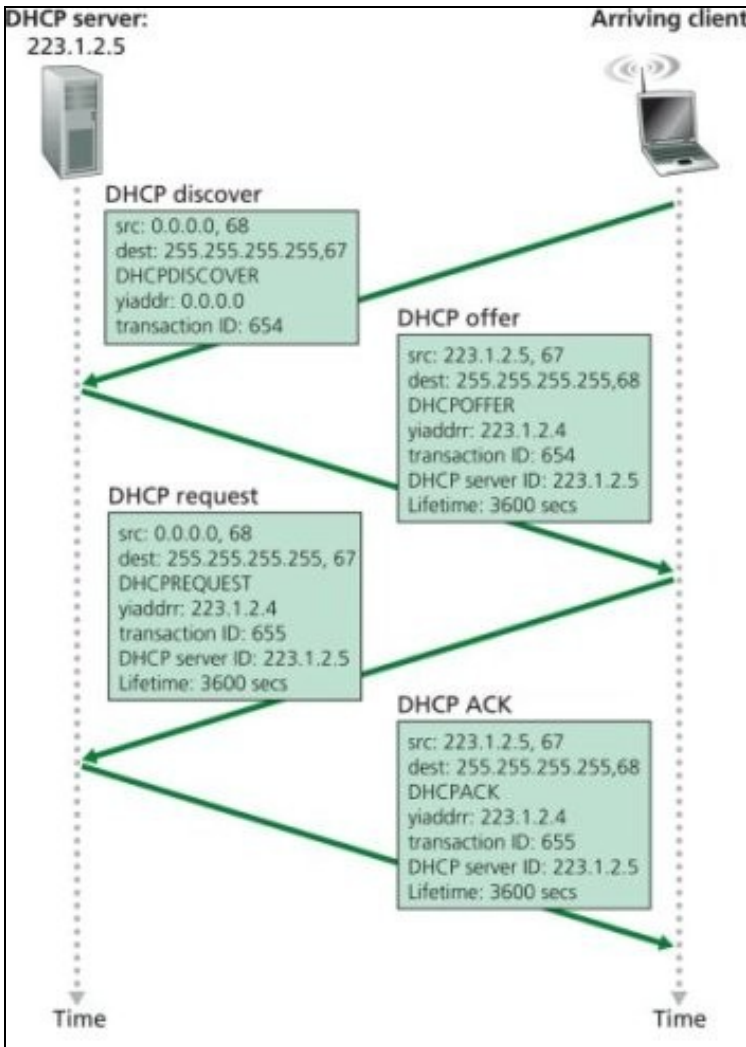 DHCP server:
223.1.2.5
Arriving client
DHCP discover
src: 0.0.0.0, 68
dest: 255.255.255.255,67
DHCPDISCOVER
yiaddr: 0.0.0.0
transaction ID: 654
DHCP offer
src: 223.1.2.5, 67
dest: 255.255.255.255,68
DHCPOFFER
yiaddrr: 223.1.2.4
transaction ID: 654
DHCP server ID: 223.1.2.5
Lifetime: 3600 secs
DHCP request
src: 0.0.0.0, 68
dest: 255.255.255.255, 67
DHCPREQUEST
yiaddrr: 223.1.2.4
transaction ID: 655
DHCP server ID: 223.1.2.5
Lifetime: 3600 secs
DHCP ACK
src: 223.1.2.5, 67
dest: 255.255.255.255,68
DHCPACK
yiaddrr: 223.1.2.4
transaction ID: 655
DHCP server ID: 223.1.2.5
Lifetime: 3600 secs
Time
Time